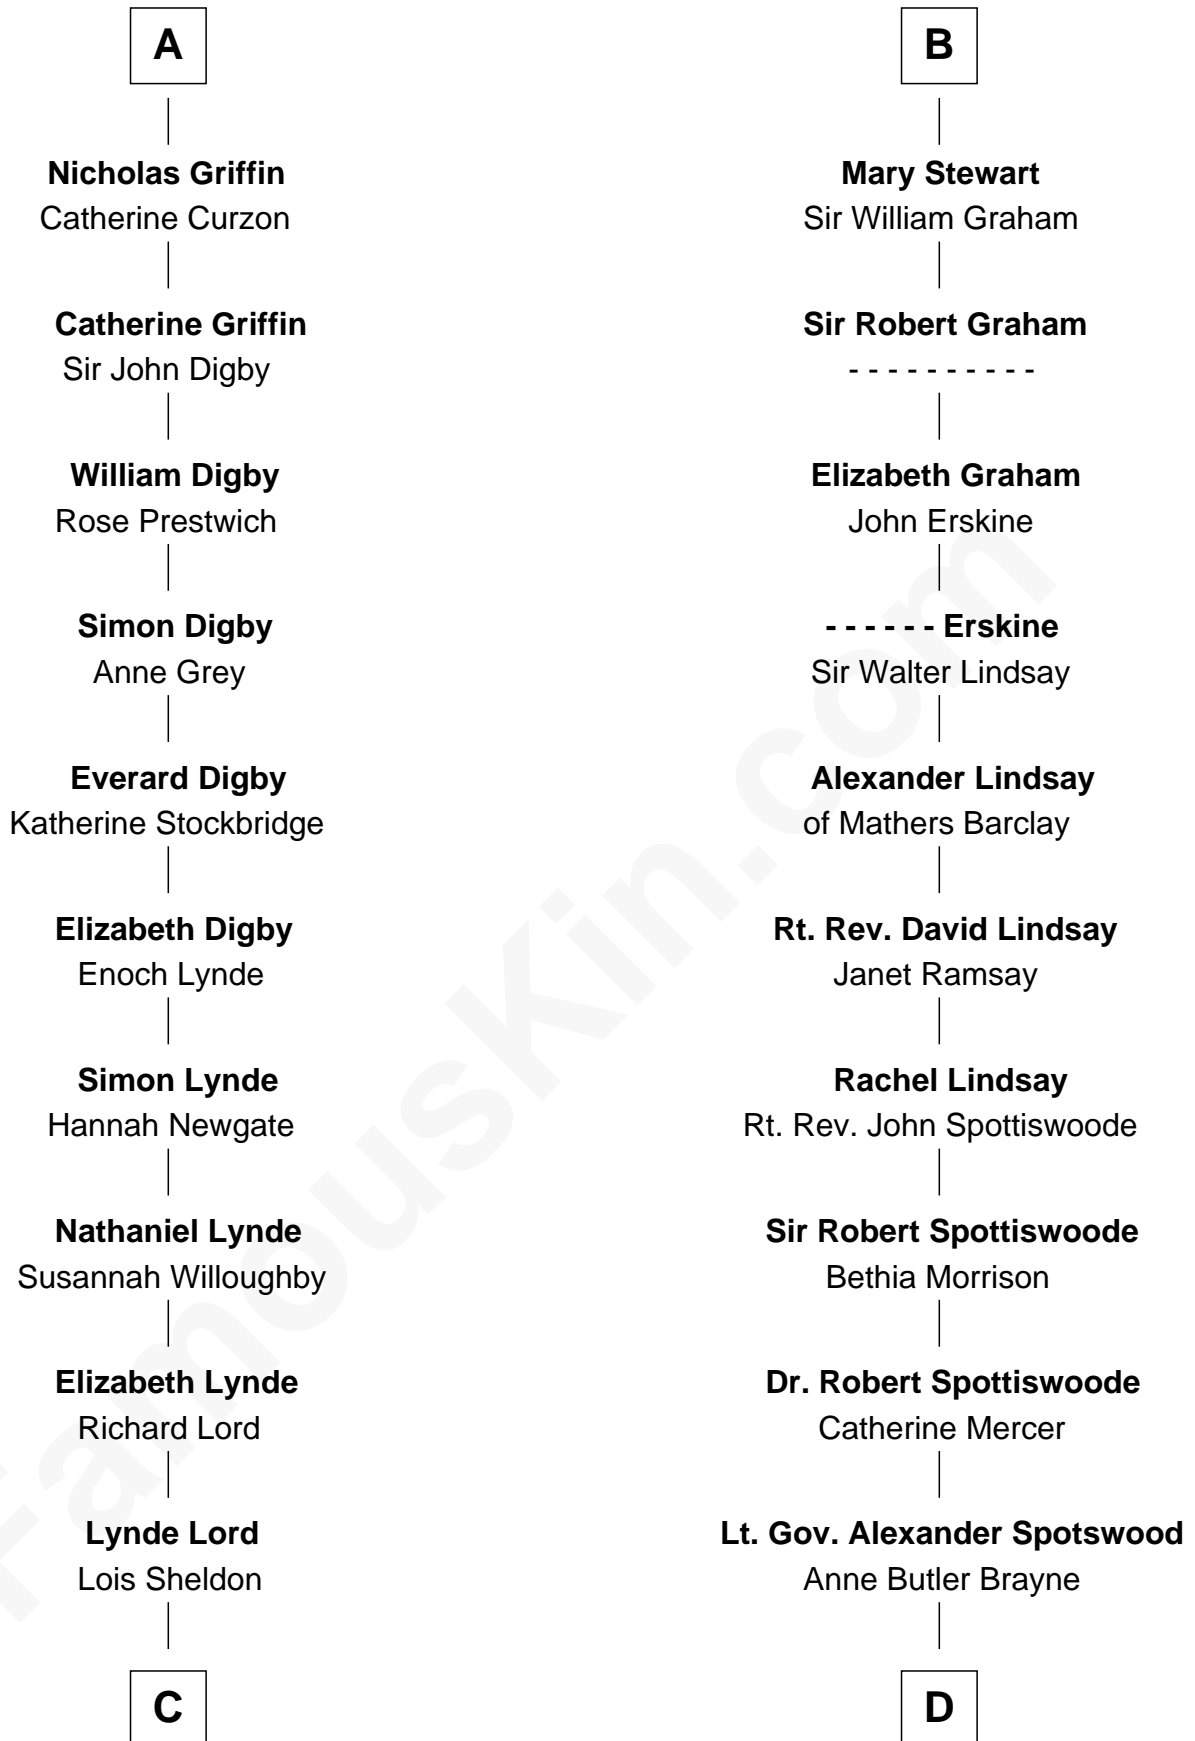 A
Nicholas Griffin
Catherine Curzon
Catherine Griffin
Sir John Digby
William Digby
Rose Prestwich
Simon Digby
Anne Grey
Everard Digby
Katherine Stockbridge
Elizabeth Digby
Enoch Lynde
Simon Lynde
Hannah Newgate
Nathaniel Lynde
Susannah Willoughby
Elizabeth Lynde
Richard Lord
Lynde Lord
Lois Sheldon
C
B
Mary Stewart
Sir William Graham
Sir Robert Graham
- - - - - - - - - -
Elizabeth Graham
John Erskine
- - - - - - Erskine
Sir Walter Lindsay
Alexander Lindsay
of Mathers Barclay
Rt. Rev. David Lindsay
Janet Ramsay
Rachel Lindsay
Rt. Rev. John Spottiswoode
Sir Robert Spottiswoode
Bethia Morrison
Dr. Robert Spottiswoode
Catherine Mercer
Lt. Gov. Alexander Spotswood
Anne Butler Brayne
D
FamousKin.com